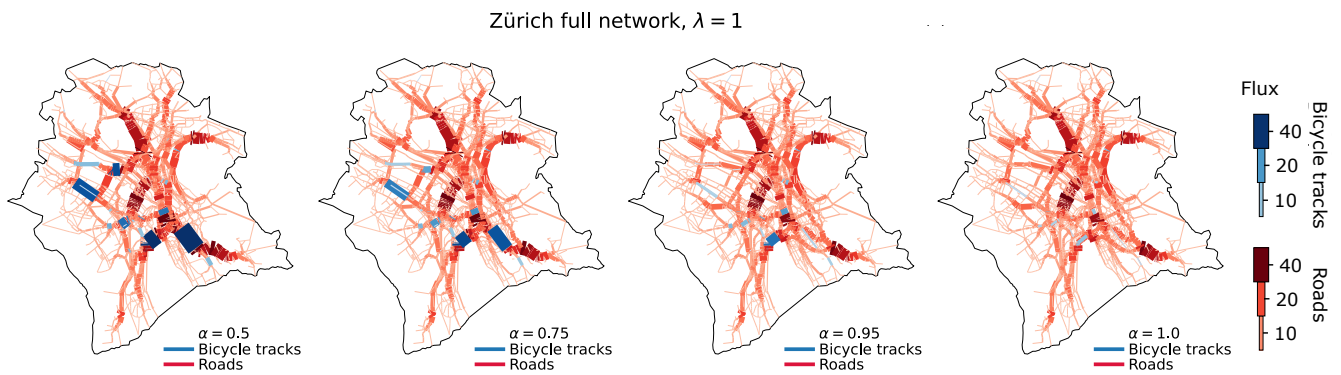 Zürich full network, λ = 1
α = 0.5
Bicycle tracks
Roads
α = 0.75
Bicycle tracks
Roads
α = 0.95
Bicycle tracks
Roads
α = 1.0
Bicycle tracks
Roads
Flux
40
20
10
Bicycle tracks
40
20
10
Roads